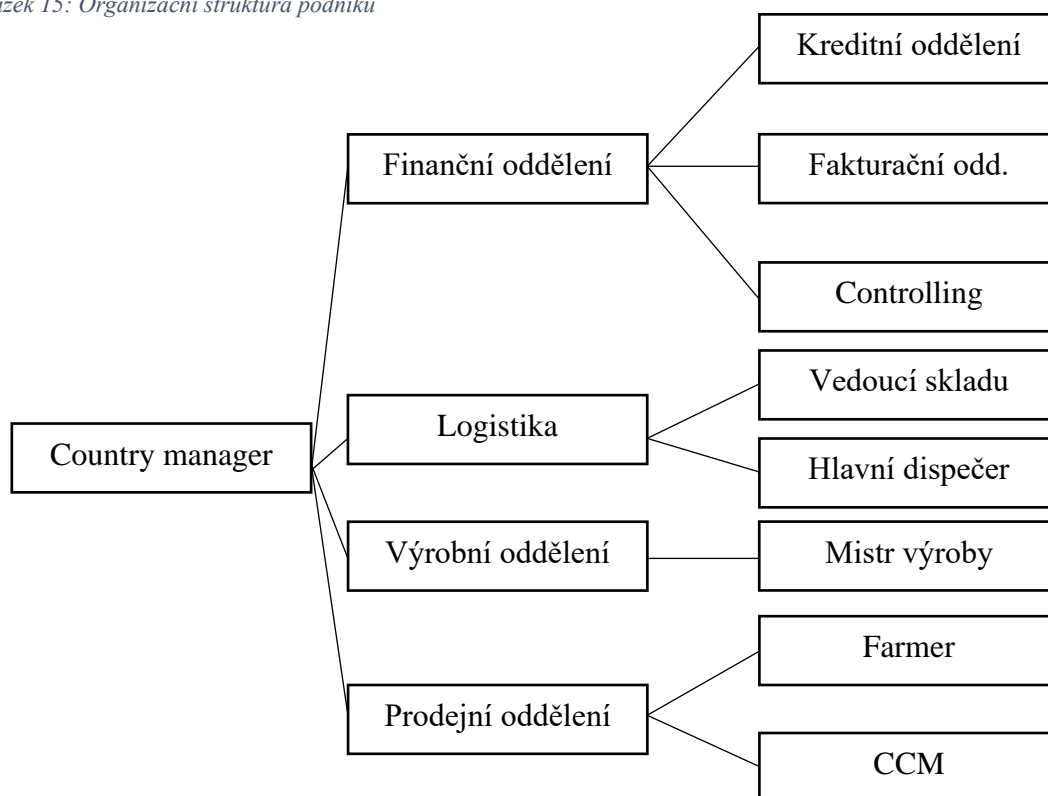 ázek 15: Organizační struktura podniku
Kreditní oddělení
Finanční oddělení
Fakturační odd.
Controlling
Vedoucí skladu
Logistika
Country manager
Hlavní dispečer
Výrobní oddělení
Mistr výroby
Farmer
Prodejní oddělení
CCM